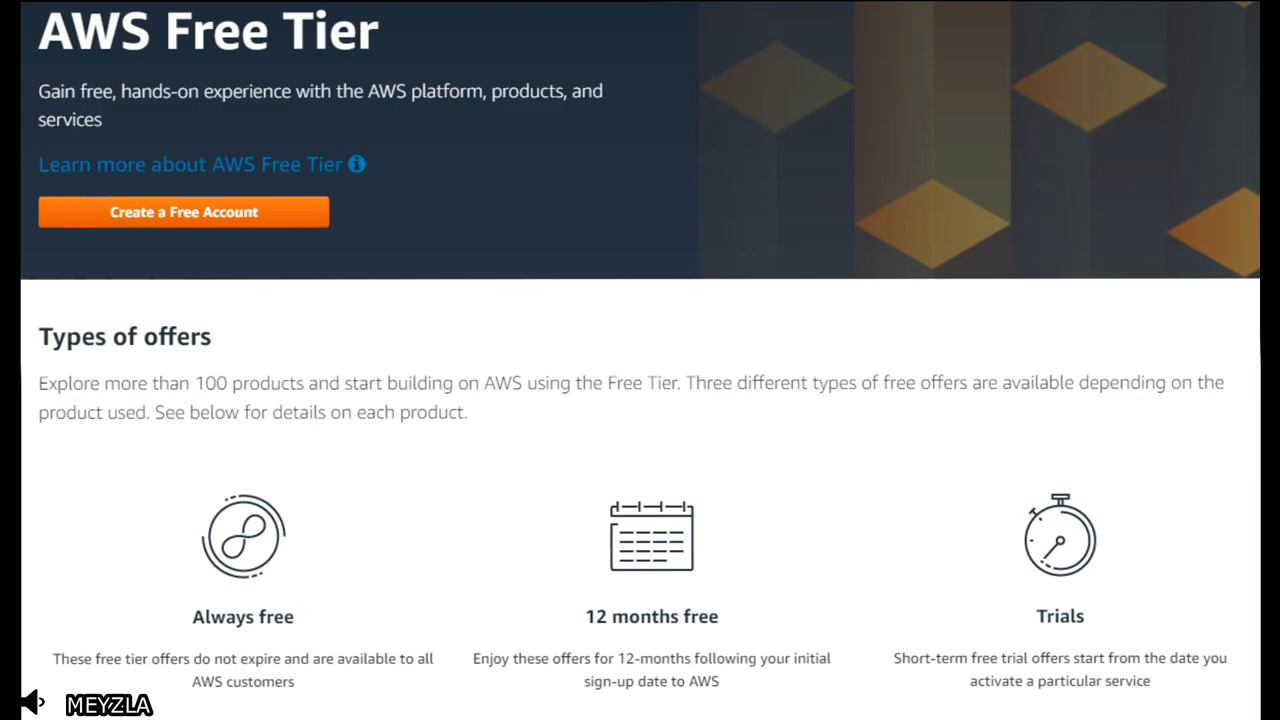 AWS Free Tier
Gain free, hands-on experience with the AWS platform, products, and
services
Learn more about AWS Free Tier
Create a Free Account
Types of offers
Explore more than 100 products and start building on AWS using the Free Tier. Three different types of free offers are available depending on the
product used. See below for details on each product.
Always free
These free tier offers do not expire and are available to all
AWS customers
12 months free
Enjoy these offers for 12-months following your initial
sign-up date to AWS
Trials
Short-term free trial offers start from the date you
activate a particular service
MEYZLA